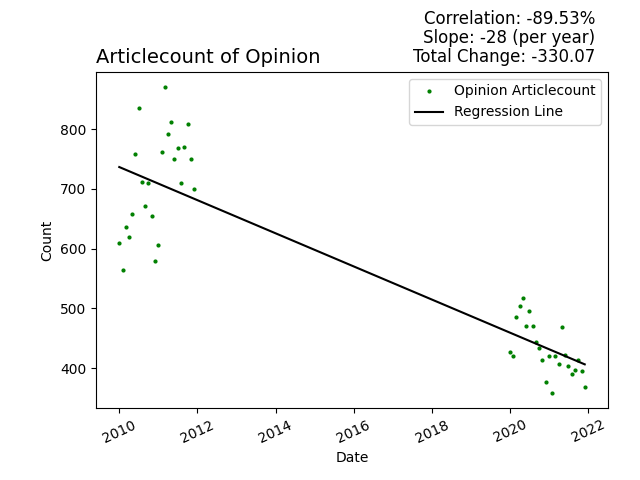 Correlation: -89.53%
Slope: -28 (per year)
Total Change: -330.07
Articlecount of Opinion
Opinion Articlecount
Regression Line
800
700
600
500
400
Count
2010
2012
2014
2016
2018
2020
2022
Date